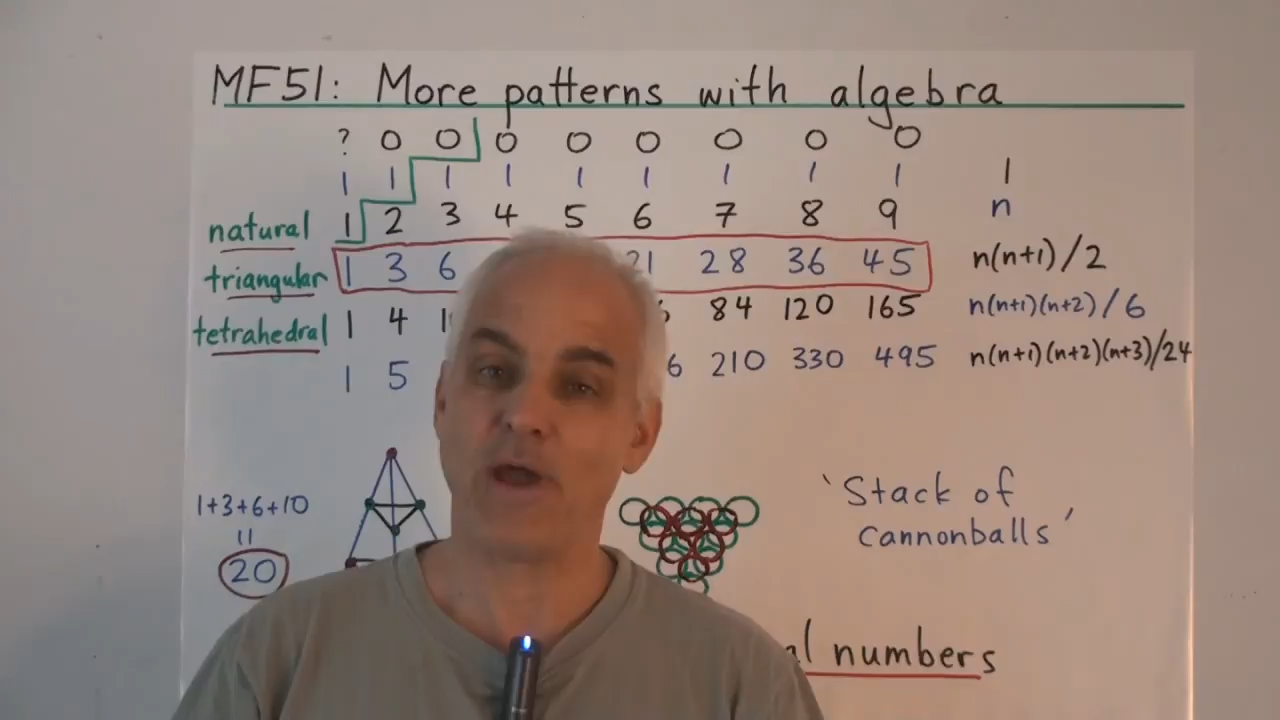 MF51: More patterns with algebra
? 0 0 0 0 0 0 0 0
1 1 1 1 1 1 1 1 1 1
natural 1 2 3 4 5 6 7 8 9 n
triangular 1 3 6 21 28 36 45 n(n+1)/2
tetrahedral 1 4 1 84 120 165 n(n+1)(n+2)/6
1 5 6 210 330 495 n(n+1)(n+2)(n+3)/24
1+3+6+10
=
20
'Stack of
cannonballs'
al numbers